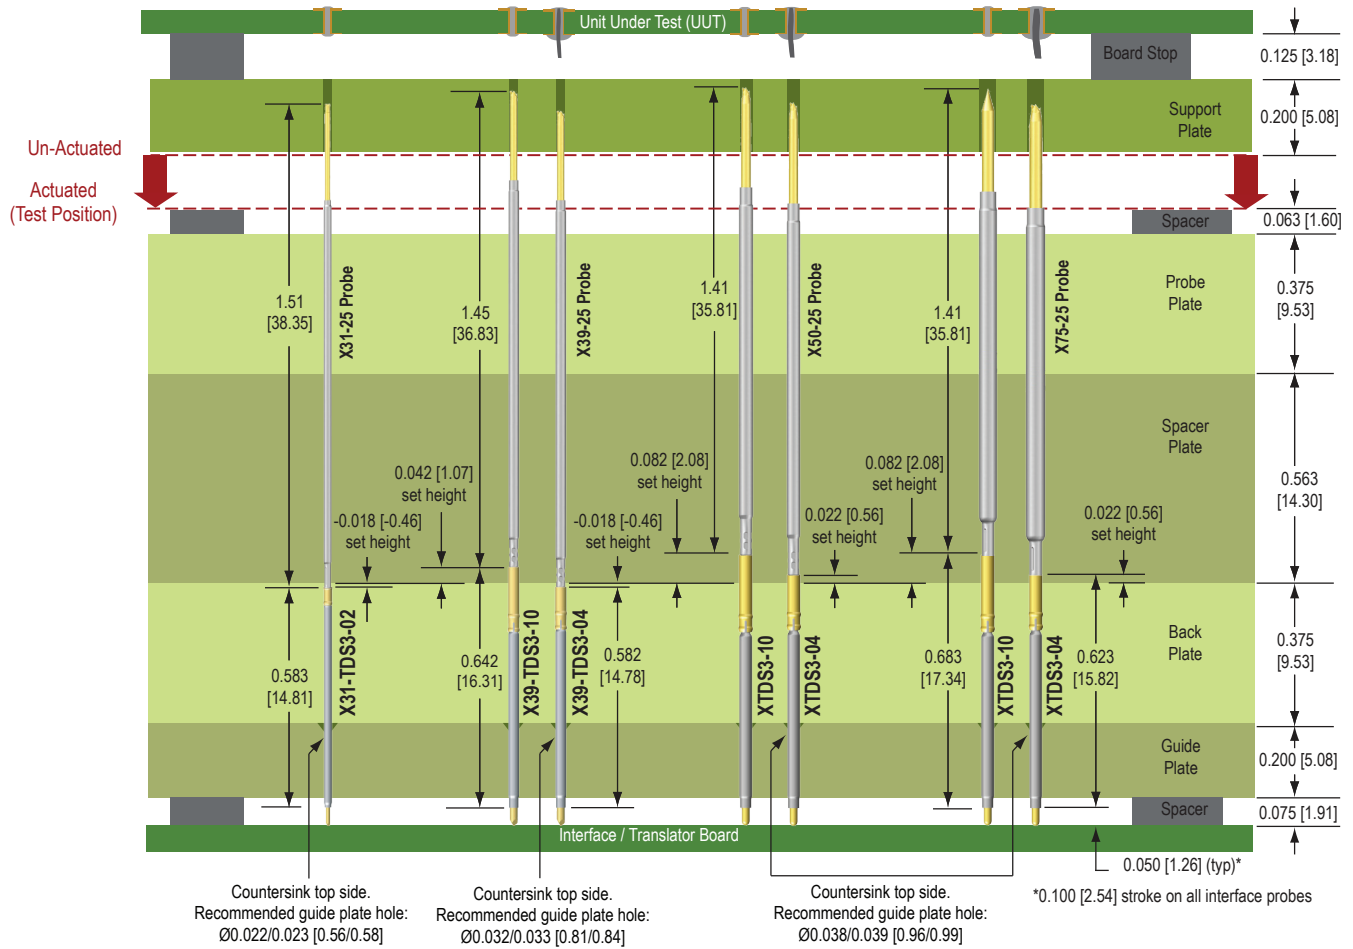 Unit Under Test (UUT)
Board Stop
0.125 [3.18]
Support
Plate
0.200 [5.08]
Un-Actuated
Actuated
(Test Position)
Spacer
0.063 [1.60]
1.51
[38.35]
X31-25 Probe
1.45
[36.83]
X39-25 Probe
1.41
[35.81]
X50-25 Probe
1.41
[35.81]
X75-25 Probe
Probe
Plate
0.375
[9.53]
Spacer
Plate
0.563
[14.30]
0.042 [1.07]
set height
-0.018 [-0.46]
set height
0.082 [2.08]
set height
-0.018 [-0.46]
set height
0.082 [2.08]
set height
0.022 [0.56]
set height
0.022 [0.56]
set height
0.583
[14.81]
X31-TDS3-02
0.642
[16.31]
X39-TDS3-10
X39-TDS3-04
0.582
[14.78]
XTDS3-10
XTDS3-04
0.683
[17.34]
XTDS3-10
XTDS3-04
0.623
[15.82]
Back
Plate
0.375
[9.53]
Guide
Plate
0.200 [5.08]
Spacer
0.075 [1.91]
Interface / Translator Board
0.050 [1.26] (typ)*
*0.100 [2.54] stroke on all interface probes
Countersink top side.
Recommended guide plate hole:
Ø0.022/0.023 [0.56/0.58]
Countersink top side.
Recommended guide plate hole:
Ø0.032/0.033 [0.81/0.84]
Countersink top side.
Recommended guide plate hole:
Ø0.038/0.039 [0.96/0.99]